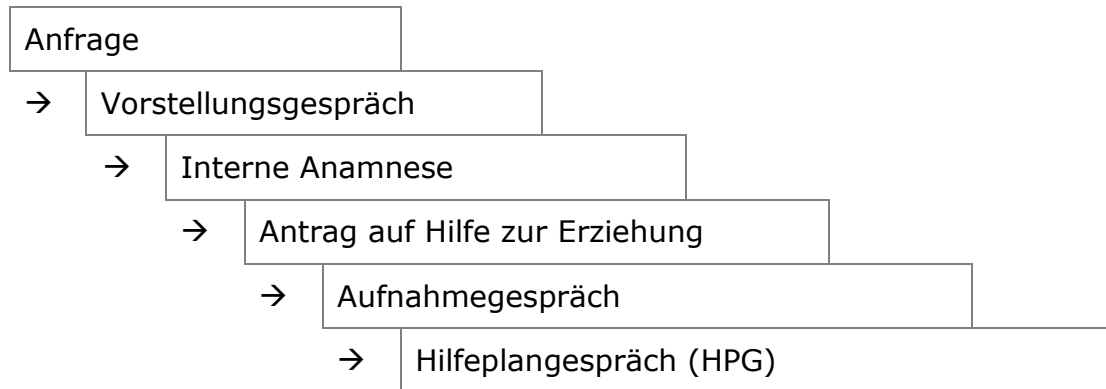 Anfrage
→ Vorstellungsgespräch
→ Interne Anamnese
→ Antrag auf Hilfe zur Erziehung
→ Aufnahmegespräch
→ Hilfeplangespräch (HPG)